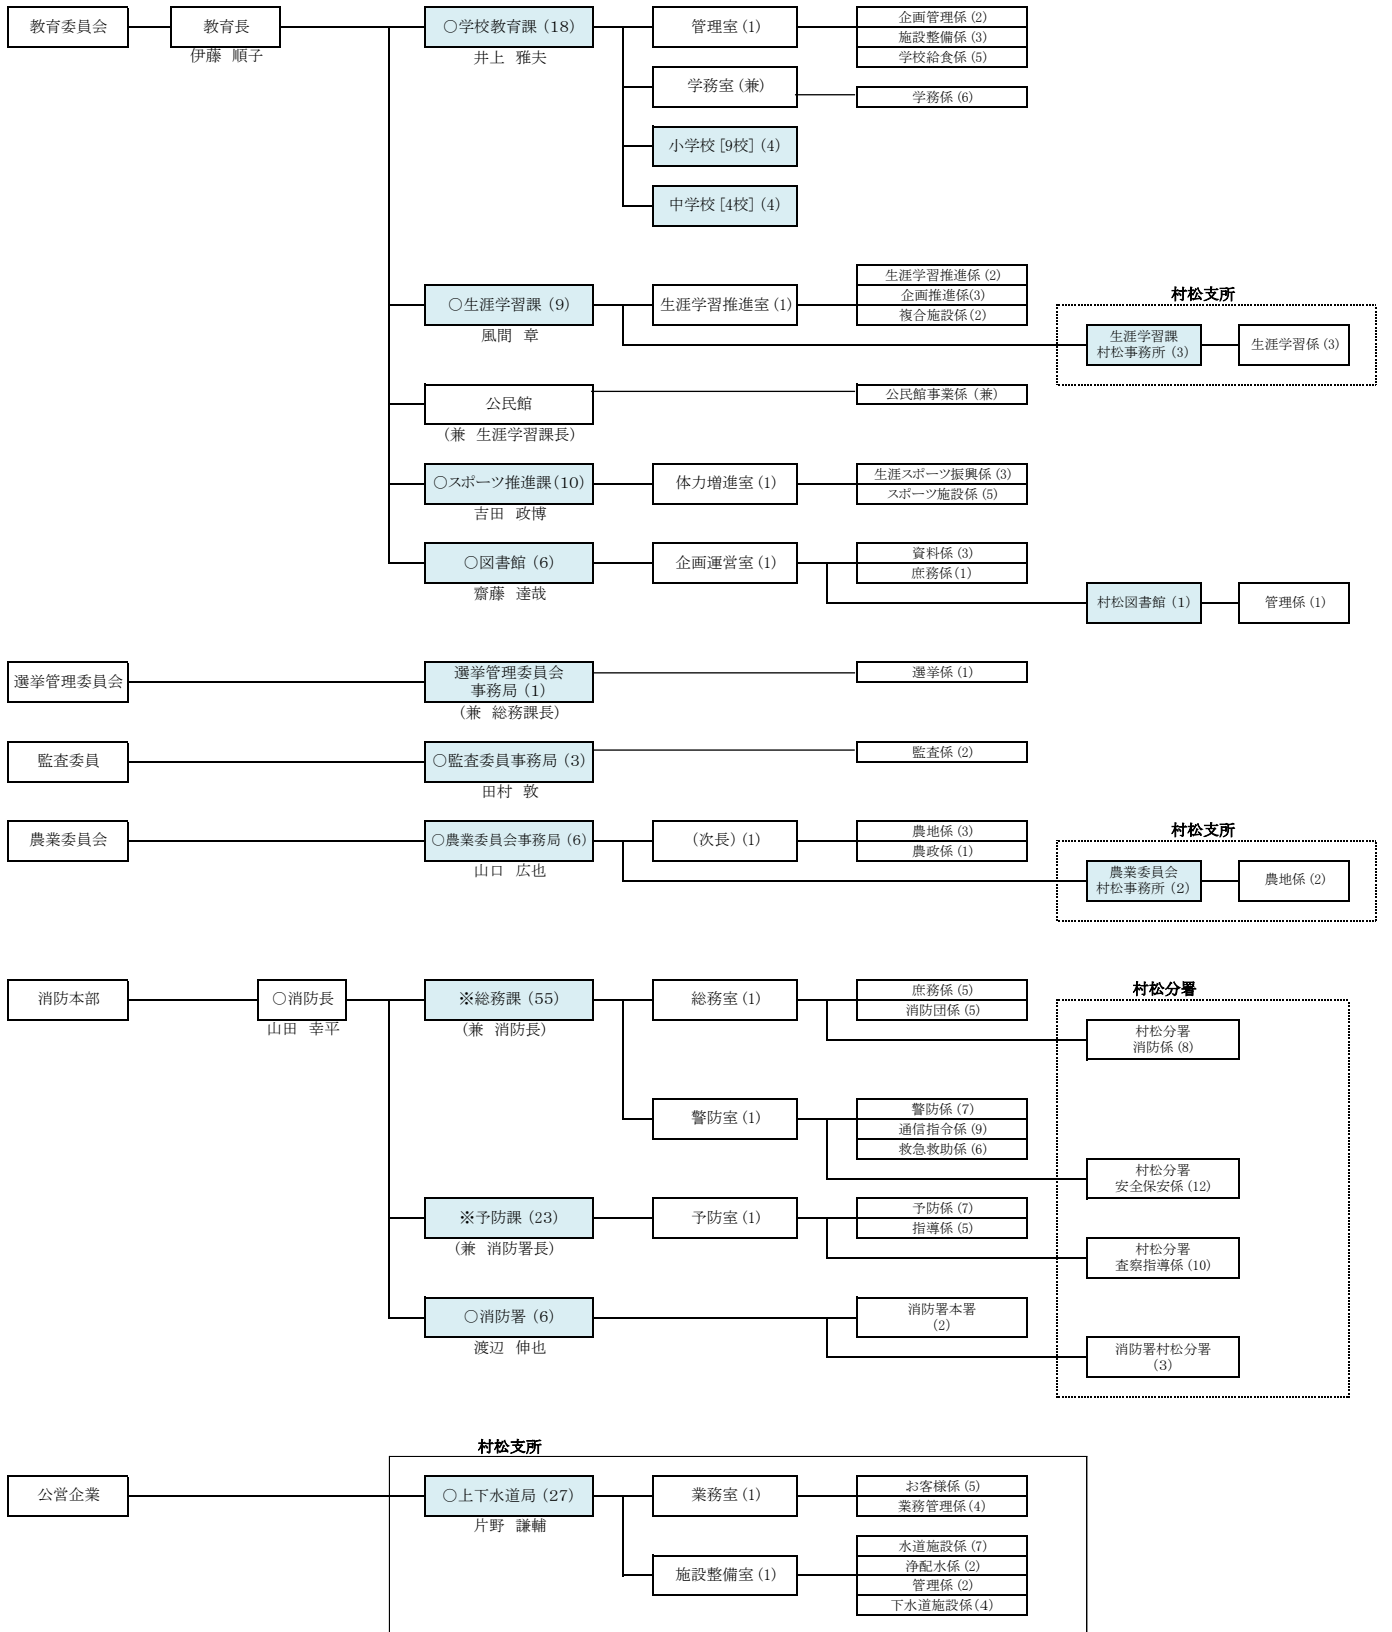 教育委員会
教育長
伊藤 順子
○学校教育課 (18)
井上 雅夫
管理室 (1)
企画管理係 (2)
施設整備係 (3)
学校給食係 (5)
学務室 (兼)
学務係 (6)
小学校 [9校] (4)
中学校 [4校] (4)
○生涯学習課 (9)
風間 章
生涯学習推進室 (1)
生涯学習推進係 (2)
企画推進係(3)
複合施設係 (2)
村松支所
生涯学習課
村松事務所 (3)
生涯学習係 (3)
公民館
(兼 生涯学習課長)
公民館事業係 (兼)
○スポーツ推進課(10)
吉田 政博
体力増進室 (1)
生涯スポーツ振興係 (3)
スポーツ施設係 (5)
○図書館 (6)
齋藤 達哉
企画運営室 (1)
資料係 (3)
庶務係(1)
村松図書館 (1)
管理係 (1)
選挙管理委員会
選挙管理委員会
事務局 (1)
(兼 総務課長)
選挙係 (1)
監査委員
○監査委員事務局 (3)
田村 敦
監査係 (2)
農業委員会
○農業委員会事務局 (6)
山口 広也
(次長) (1)
農地係 (3)
農政係 (1)
村松支所
農業委員会
村松事務所 (2)
農地係 (2)
消防本部
○消防長
山田 幸平
※総務課 (55)
(兼 消防長)
総務室 (1)
庶務係 (5)
消防団係 (5)
村松分署
村松分署
消防係 (8)
警防室 (1)
警防係 (7)
通信指令係 (9)
救急救助係 (6)
村松分署
安全保安係 (12)
※予防課 (23)
(兼 消防署長)
予防室 (1)
予防係 (7)
指導係 (5)
村松分署
査察指導係 (10)
○消防署 (6)
渡辺 伸也
消防署本署
(2)
消防署村松分署
(3)
村松支所
公営企業
○上下水道局 (27)
片野 謙輔
業務室 (1)
お客様係 (5)
業務管理係 (4)
施設整備室 (1)
水道施設係 (7)
浄配水係 (2)
管理係 (2)
下水道施設係 (4)